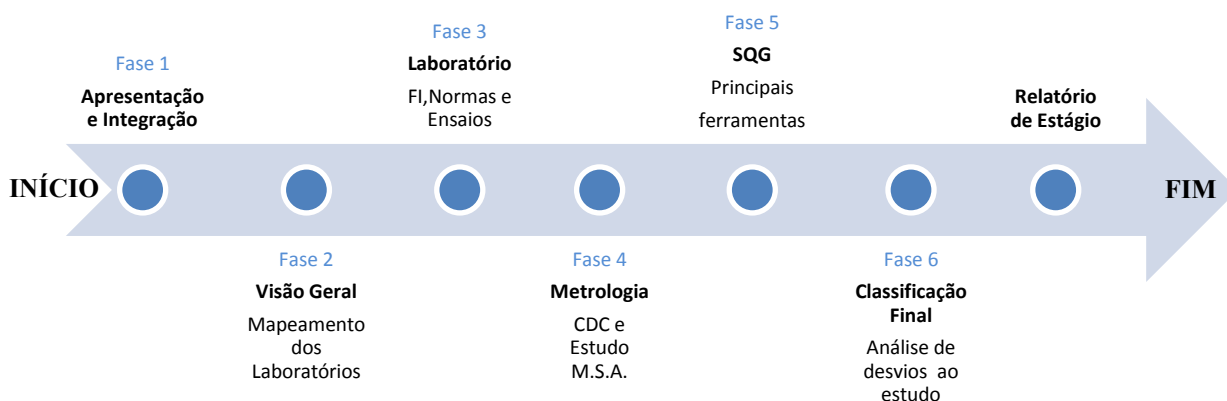 INÍCIO
Fase 1
Apresentação
e Integração
Fase 2
Visão Geral
Mapeamento
dos
Laboratórios
Fase 3
Laboratório
FI,Normas e
Ensaios
Fase 4
Metrologia
CDC e
Estudo
M.S.A.
Fase 5
SQG
Principais
ferramentas
Fase 6
Classificação
Final
Análise de
desvios ao
estudo
Relatório
de Estágio
FIM